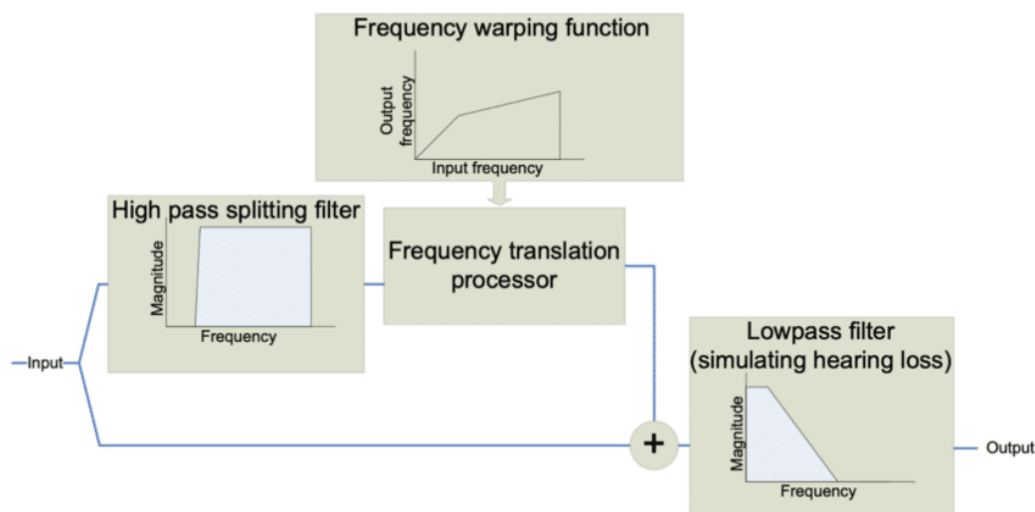 Frequency warping function
Output
frequency
Input frequency
High pass splitting filter
Magnitude
Frequency
Frequency translation
processor
Input
Lowpass filter
(simulating hearing loss)
Magnitude
Frequency
+
Output